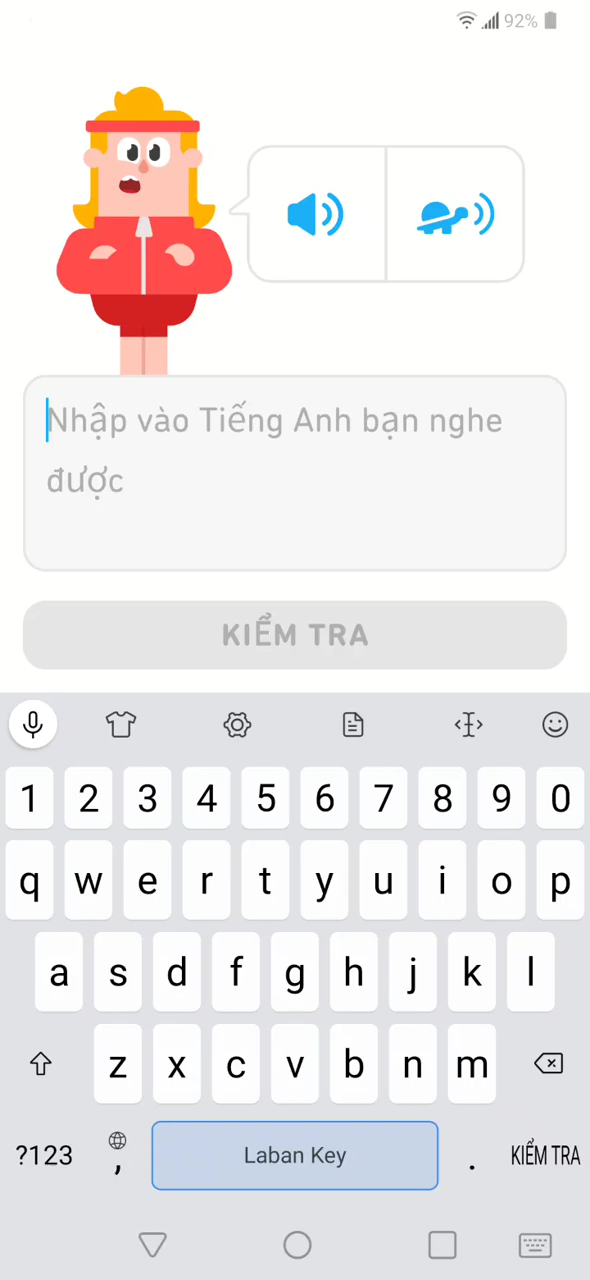 92%
Nhập vào Tiếng Anh bạn nghe
được
KIỂM TRA
1 2 3 4 5 6 7 8 9 0
q w e r t y u i o p
a s d f g h j k l
z x c v b n m
?123 , Laban Key . KIỂM TRA